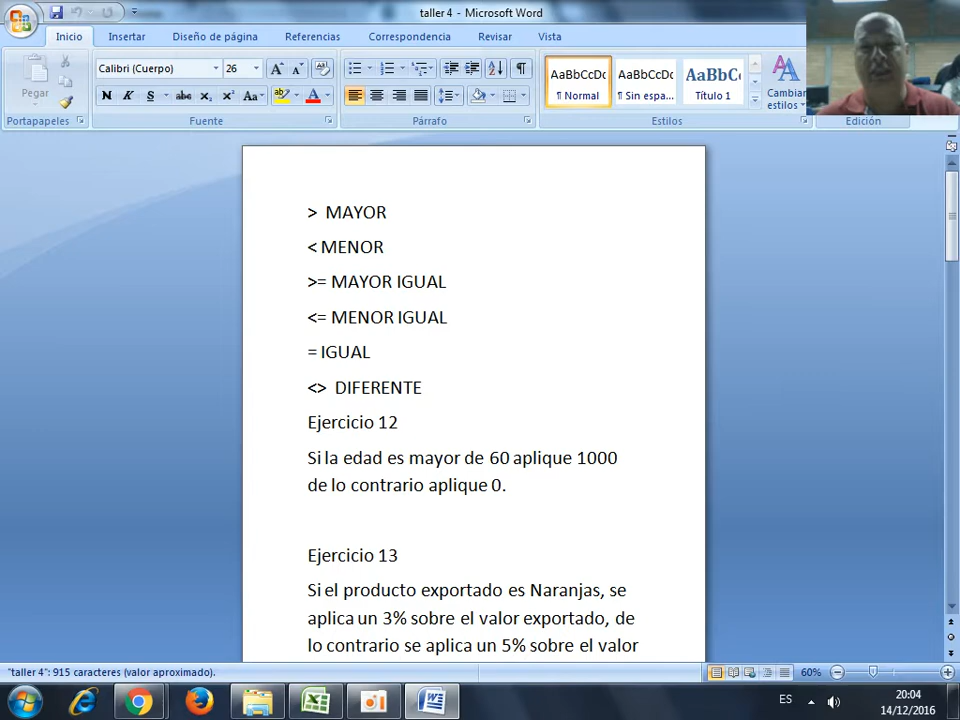 taller 4 - Microsoft Word
Inicio Insertar Diseño de página Referencias Correspondencia Revisar Vista
Pegar
Portapapeles
Calibri (Cuerpo) 26
N K S abc x₂ x² Aa
Fuente
Párrafo
AaBbCcDc AaBbCcDc AaBbC
¶ Normal ¶ Sin espa... Título 1
Cambiar
estilos
Estilos
Edición
> MAYOR
< MENOR
>= MAYOR IGUAL
<= MENOR IGUAL
= IGUAL
<> DIFERENTE
Ejercicio 12
Si la edad es mayor de 60 aplique 1000
de lo contrario aplique 0.
Ejercicio 13
Si el producto exportado es Naranjas, se
aplica un 3% sobre el valor exportado, de
lo contrario se aplica un 5% sobre el valor
"taller 4": 915 caracteres (valor aproximado).
60%
ES
20:04
14/12/2016